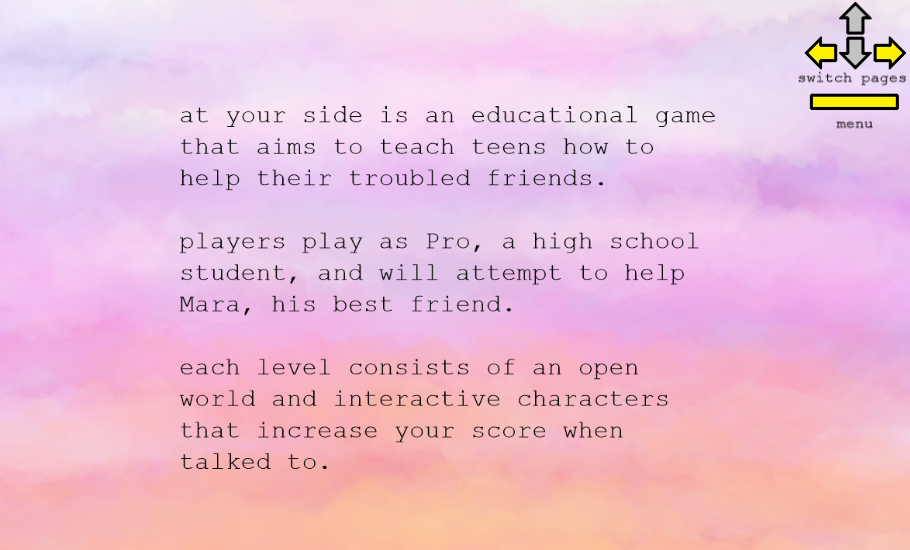 switch pages
menu
at your side is an educational game
that aims to teach teens how to
help their troubled friends.
players play as Pro, a high school
student, and will attempt to help
Mara, his best friend.
each level consists of an open
world and interactive characters
that increase your score when
talked to.